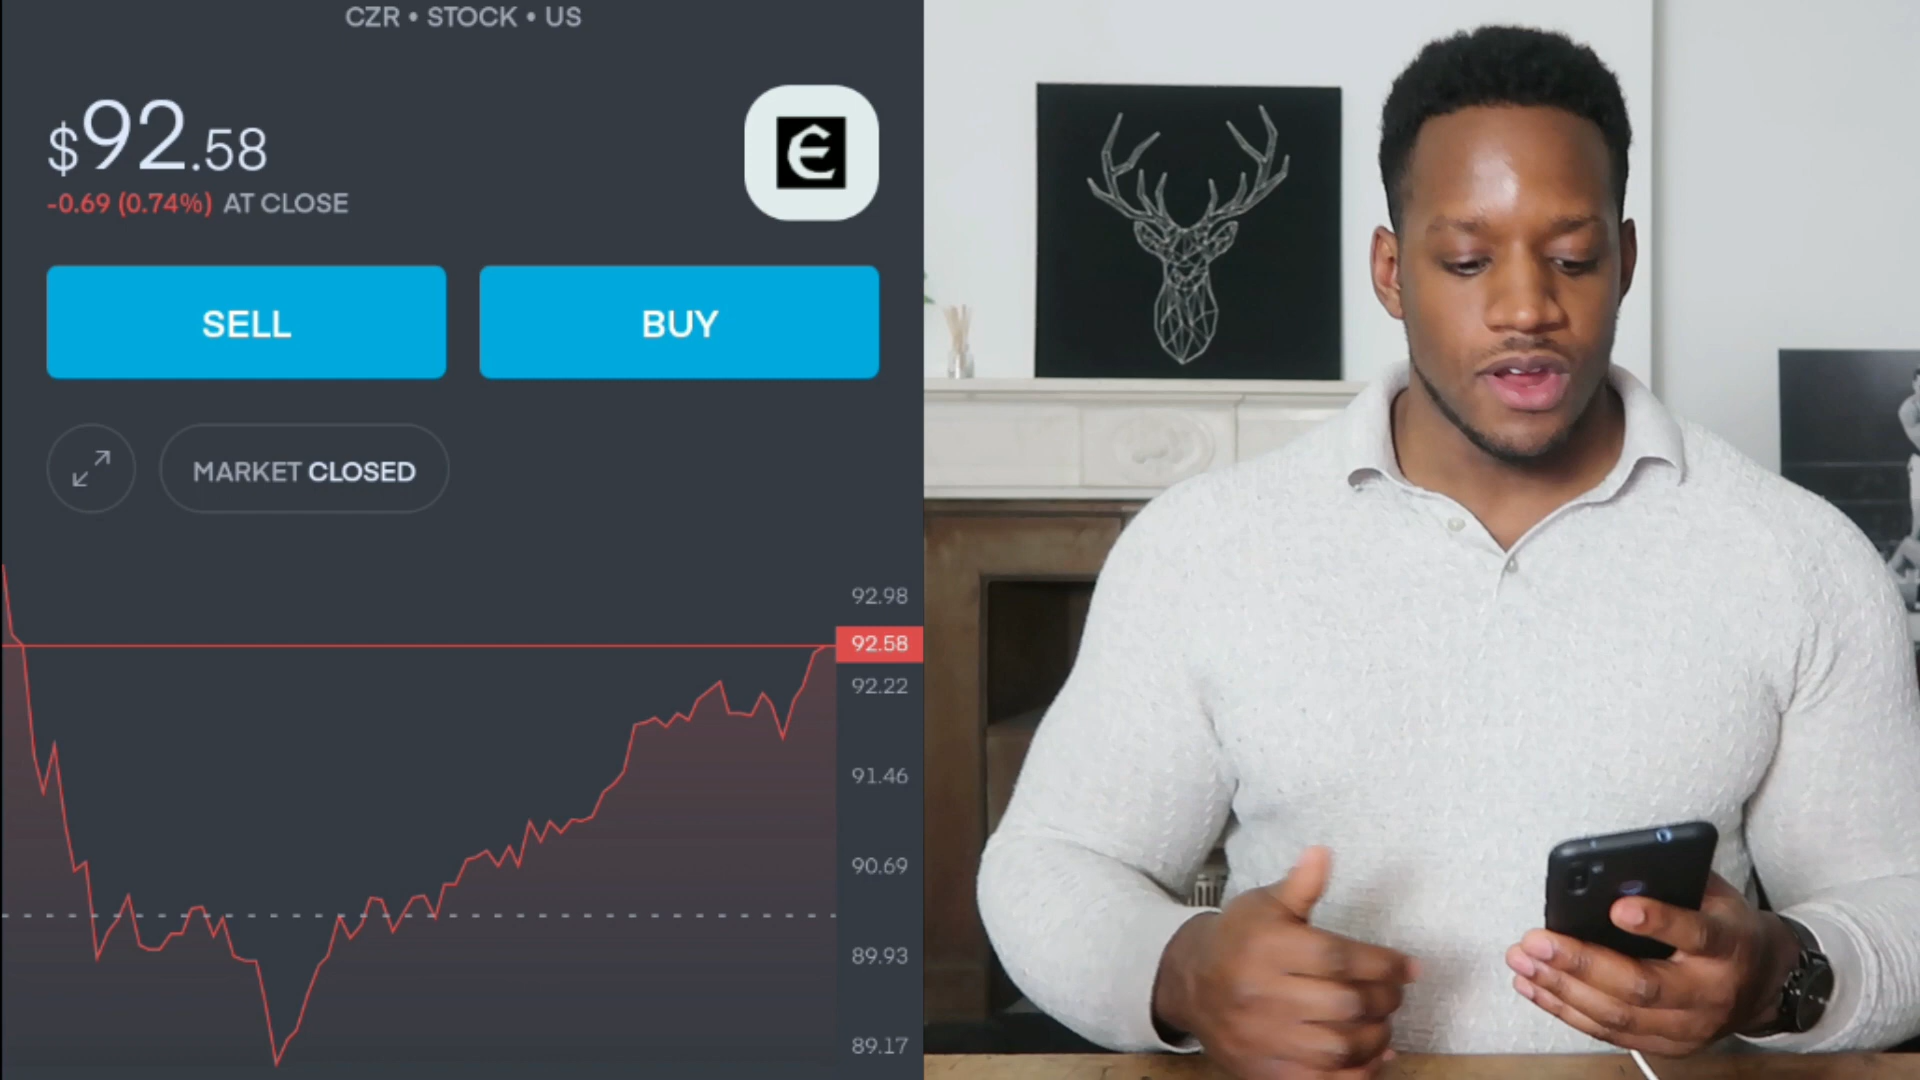 CZR • STOCK • US
$92.58
-0.69 (0.74%) AT CLOSE
SELL
BUY
MARKET CLOSED
92.98
92.58
92.22
91.46
90.69
89.93
89.17